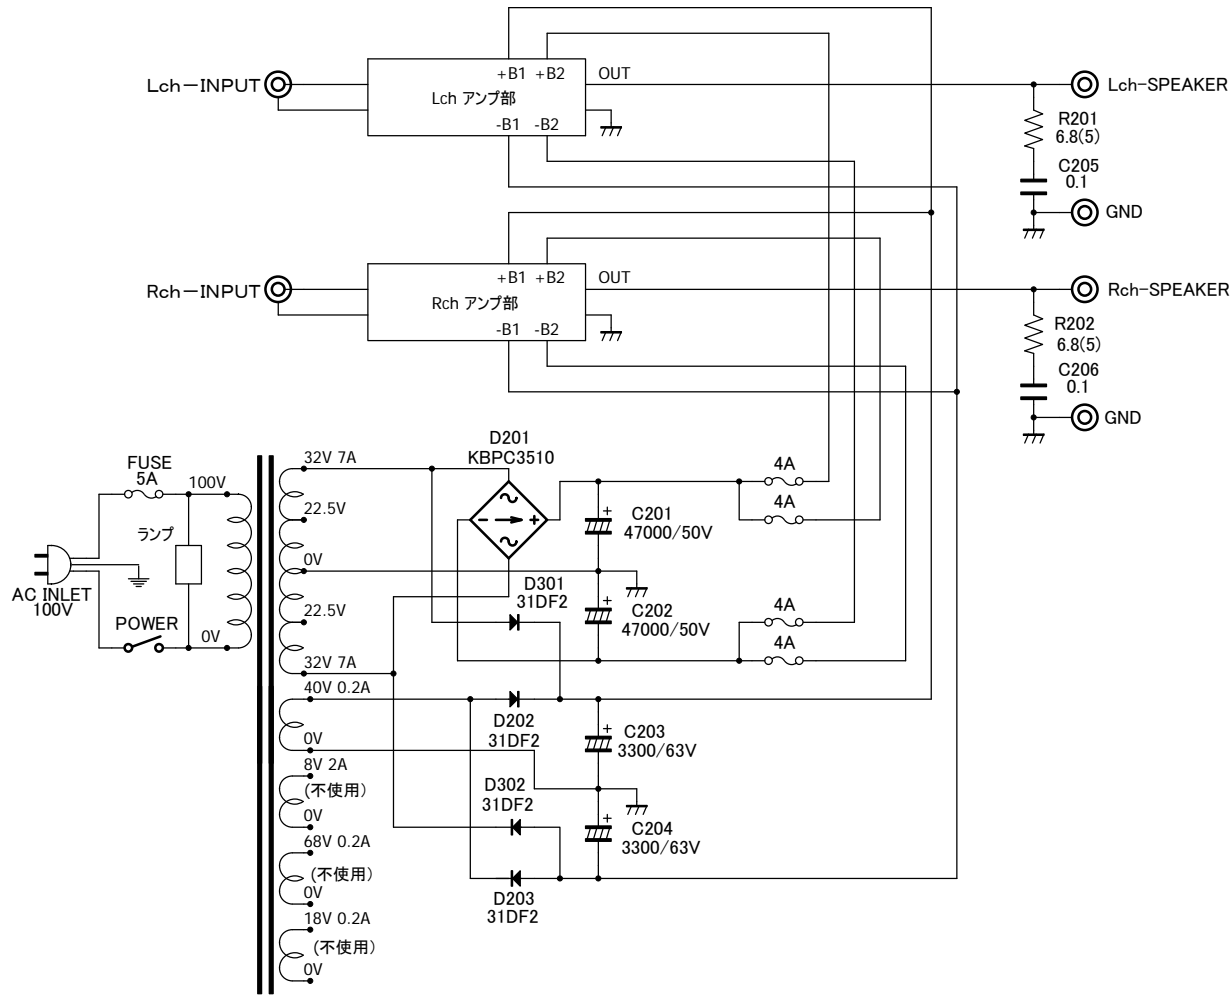 +B1 +B2 OUT
Lch－INPUT
Lch アンプ部
-B1 -B2
Lch-SPEAKER
R201
6.8(5)
C205
0.1
GND
+B1 +B2 OUT
Rch－INPUT
Rch アンプ部
-B1 -B2
Rch-SPEAKER
R202
6.8(5)
C206
0.1
GND
FUSE
5A
100V
ランプ
AC INLET
100V
POWER
0V
32V 7A
22.5V
0V
22.5V
32V 7A
40V 0.2A
0V
8V 2A
(不使用)
0V
68V 0.2A
(不使用)
0V
18V 0.2A
(不使用)
0V
D201
KBPC3510
- +
D301
31DF2
D202
31DF2
D302
31DF2
D203
31DF2
+
C201
47000/50V
+
C202
47000/50V
+
C203
3300/63V
+
C204
3300/63V
4A
4A
4A
4A